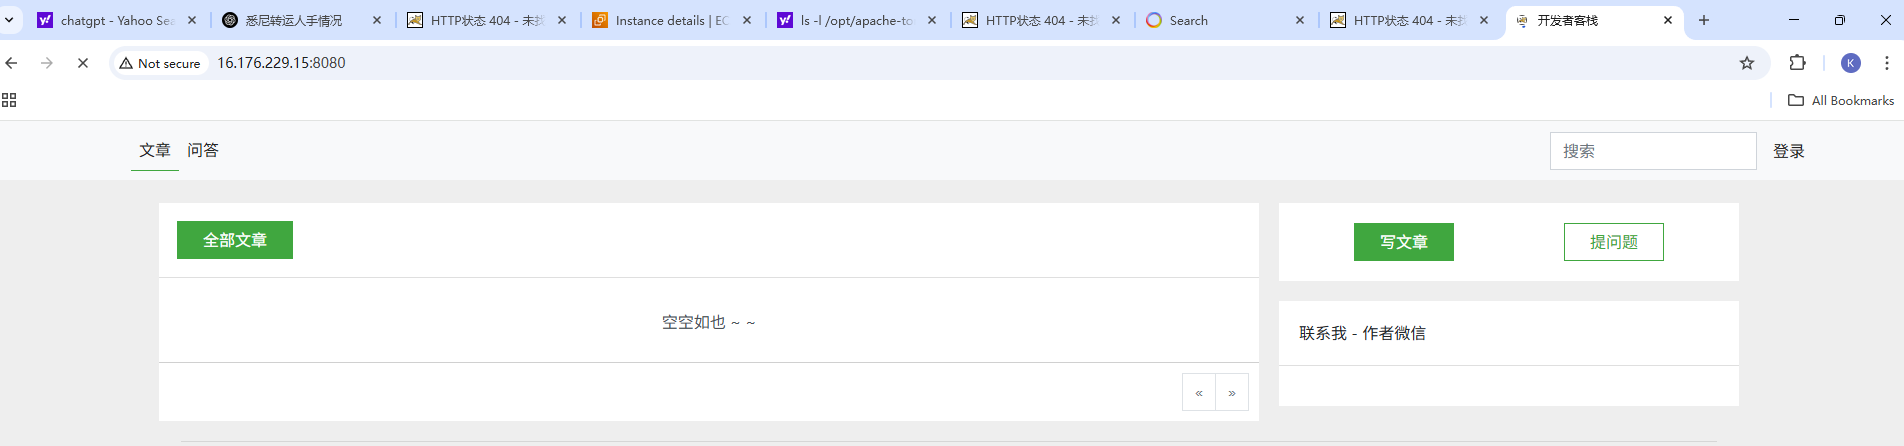 chatgpt - Yahoo Sea
悉尼转运人手情况
HTTP状态 404 - 未找
Instance details | EC
ls -l /opt/apache-to
HTTP状态 404 - 未找
Search
HTTP状态 404 - 未找
开发者客栈
Not secure
16.176.229.15:8080
K
All Bookmarks
文章 问答
搜索
登录
全部文章
写文章
提问题
空空如也 ~ ~
联系我 - 作者微信
« »